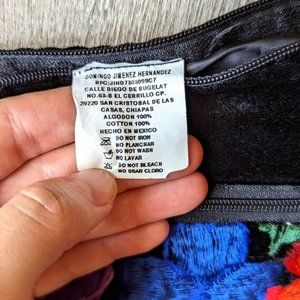 DOMINGO JIMENEZ HERNANDEZ
CALLE DIEGO DE BUGELAT
NO.63-B EL CERRILLO CP.
29220 SAN CRISTOBAL DE LAS
CASAS, CHIAPAS
ALGODON 100%
COTTON 100%
HECHO EN MEXICO
DO NOT IRON
NO PLANCHAR
DO NOT WASH
NO LAVAR
DO NOT BLEACH
NO USAR CLORO